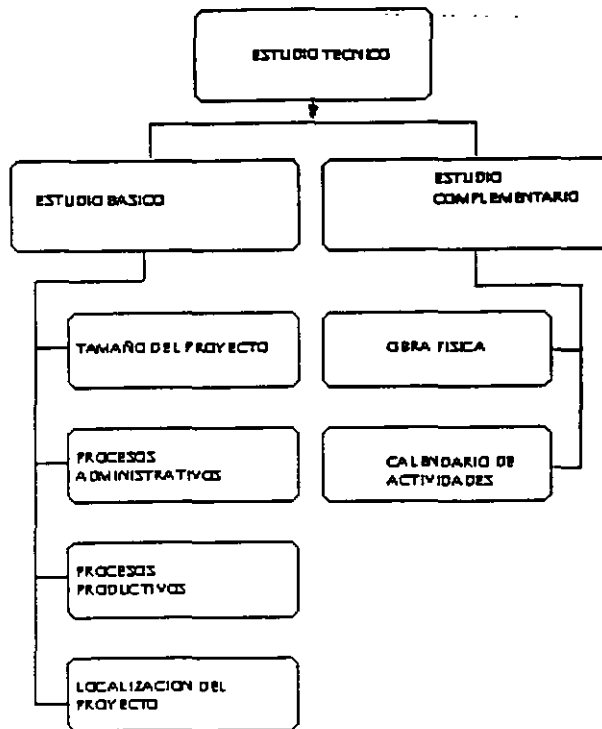 ESTUDIO TECNICO
ESTUDIO BASICO
ESTUDIO
COMPLEMENTARIO
TAMAÑO DEL PROYECTO
OBRA FISICA
PROCESOS
ADMINISTRATIVOS
CALENDARIO DE
ACTIVIDADES
PROCESOS
PRODUCTIVOS
LOCALIZACION DEL
PROYECTO